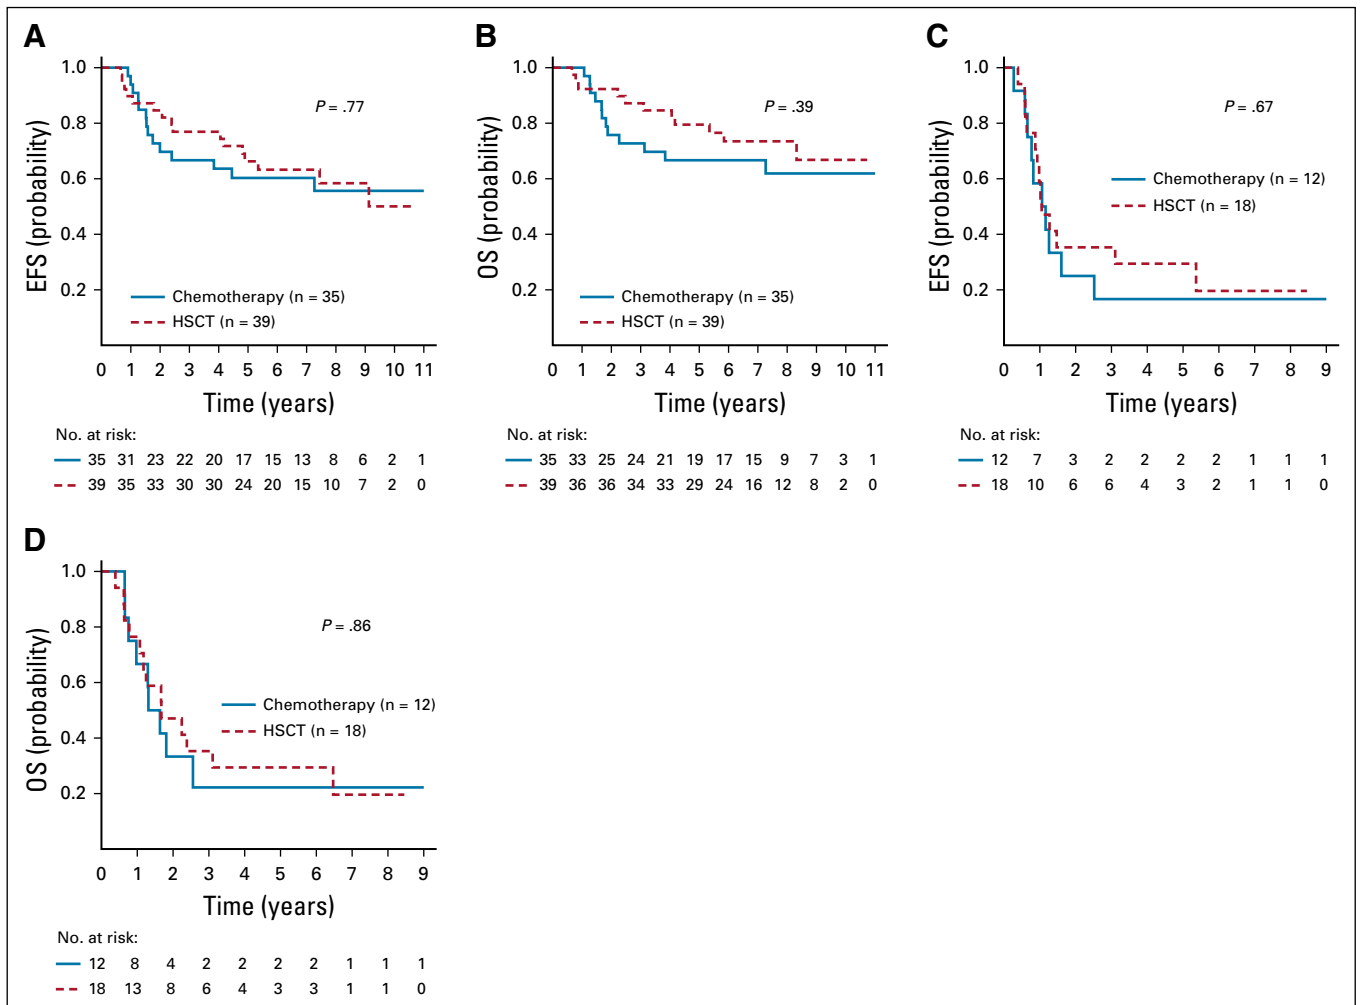 A
1.0
0.8
0.6
0.4
0.2
EFS (probability)
P = .77
Chemotherapy (n = 35)
HSCT (n = 39)
0 1 2 3 4 5 6 7 8 9 10 11
Time (years)
No. at risk:
35 31 23 22 20 17 15 13 8 6 2 1
39 35 33 30 30 24 20 15 10 7 2 0
B
1.0
0.8
0.6
0.4
0.2
OS (probability)
P = .39
Chemotherapy (n = 35)
HSCT (n = 39)
0 1 2 3 4 5 6 7 8 9 10 11
Time (years)
No. at risk:
35 33 25 24 21 19 17 15 9 7 3 1
39 36 36 34 33 29 24 16 12 8 2 0
C
1.0
0.8
0.6
0.4
0.2
EFS (probability)
P = .67
Chemotherapy (n = 12)
HSCT (n = 18)
0 1 2 3 4 5 6 7 8 9
Time (years)
No. at risk:
12 7 3 2 2 2 2 1 1 1
18 10 6 6 4 3 2 1 1 0
D
1.0
0.8
0.6
0.4
0.2
OS (probability)
P = .86
Chemotherapy (n = 12)
HSCT (n = 18)
0 1 2 3 4 5 6 7 8 9
Time (years)
No. at risk:
12 8 4 2 2 2 2 1 1 1
18 13 8 6 4 3 3 1 1 0